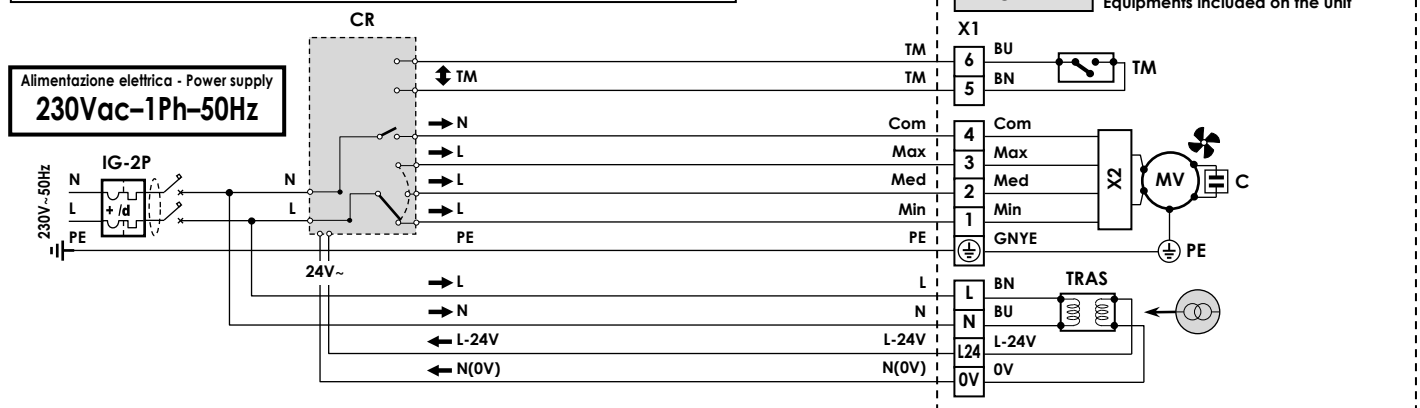 Equipments included on the unit
CR
X1
Alimentazione elettrica - Power supply
230Vac–1Ph–50Hz
TM 6 BU
TM
TM 5 BN
TM
N Com 4 Com
L Max 3 Max
L Med 2 Med
L Min 1 Min
X2
MV
C
IG-2P
230V~50Hz
N
L
PE
+ /d
N
L
PE PE GNYE
PE
24V~
TRAS
L L L BN
N N N BU
L-24V L-24V L24 L-24V
N(0V) N(0V) 0V 0V